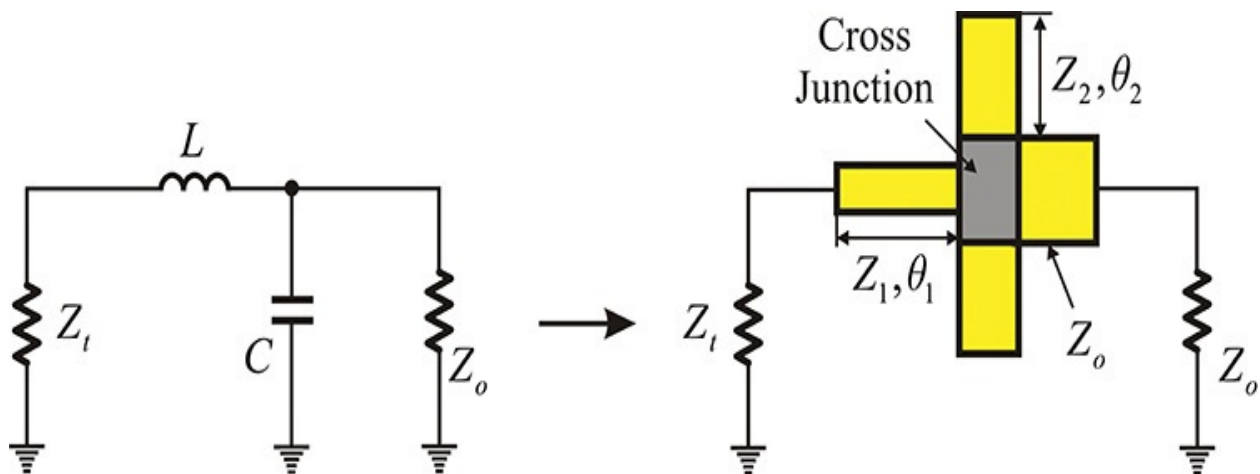 L
Z_t
C
Z_o
Cross
Junction
Z_2, θ_2
Z_1, θ_1
Z_t
Z_o
Z_o